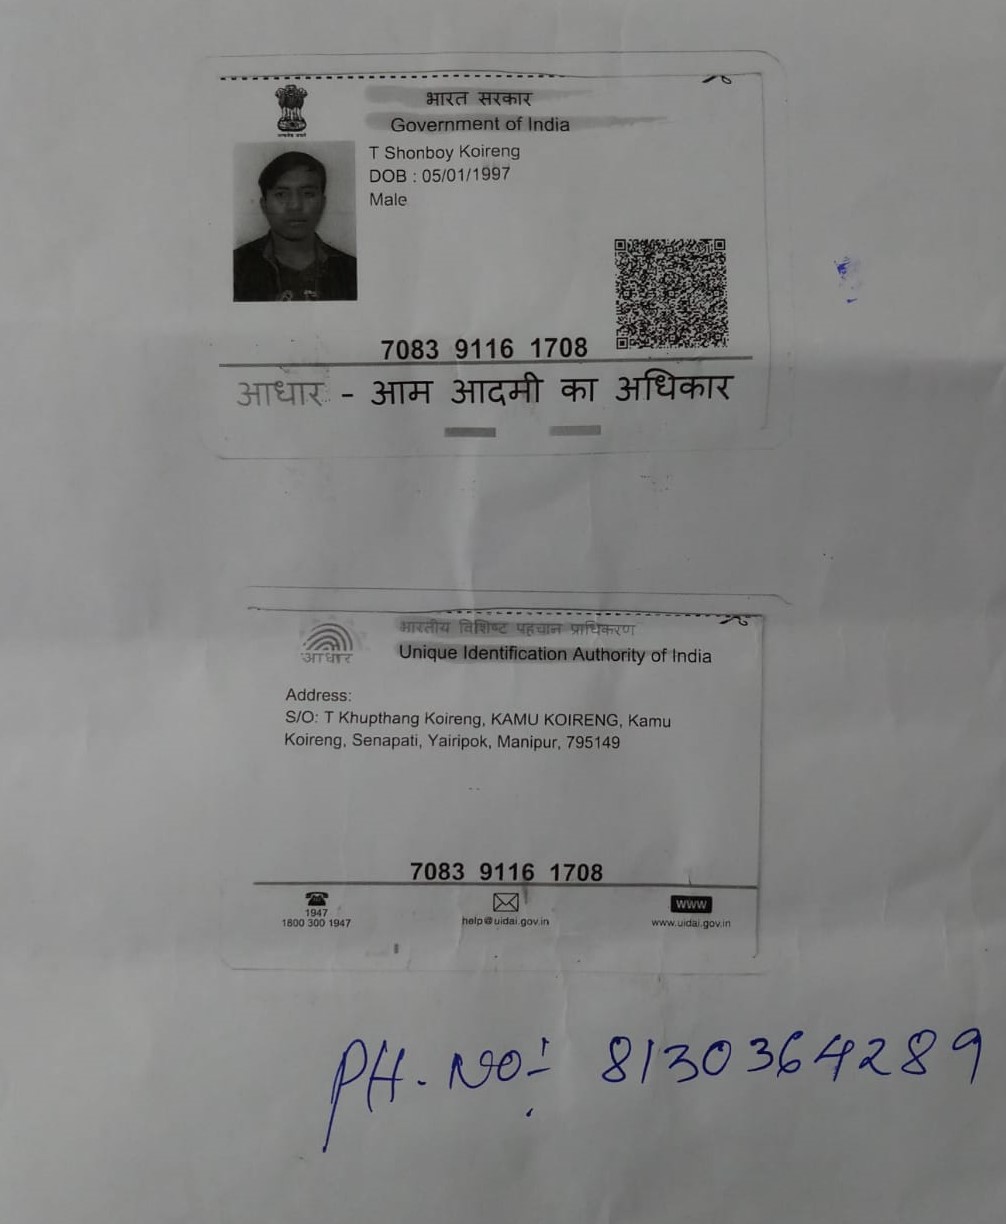 भारत सरकार
Government of India
T Shonboy Koireng
DOB : 05/01/1997
Male
7083 9116 1708
आधार - आम आदमी का अधिकार
भारतीय विशिष्ट पहचान प्राधिकरण
आधार
Unique Identification Authority of India
Address:
S/O: T Khupthang Koireng, KAMU KOIRENG, Kamu
Koireng, Senapati, Yairipok, Manipur, 795149
7083 9116 1708
1947
1800 300 1947
help@uidai.gov.in
WWW
www.uidai.gov.in
PH. NO:- 8130364289